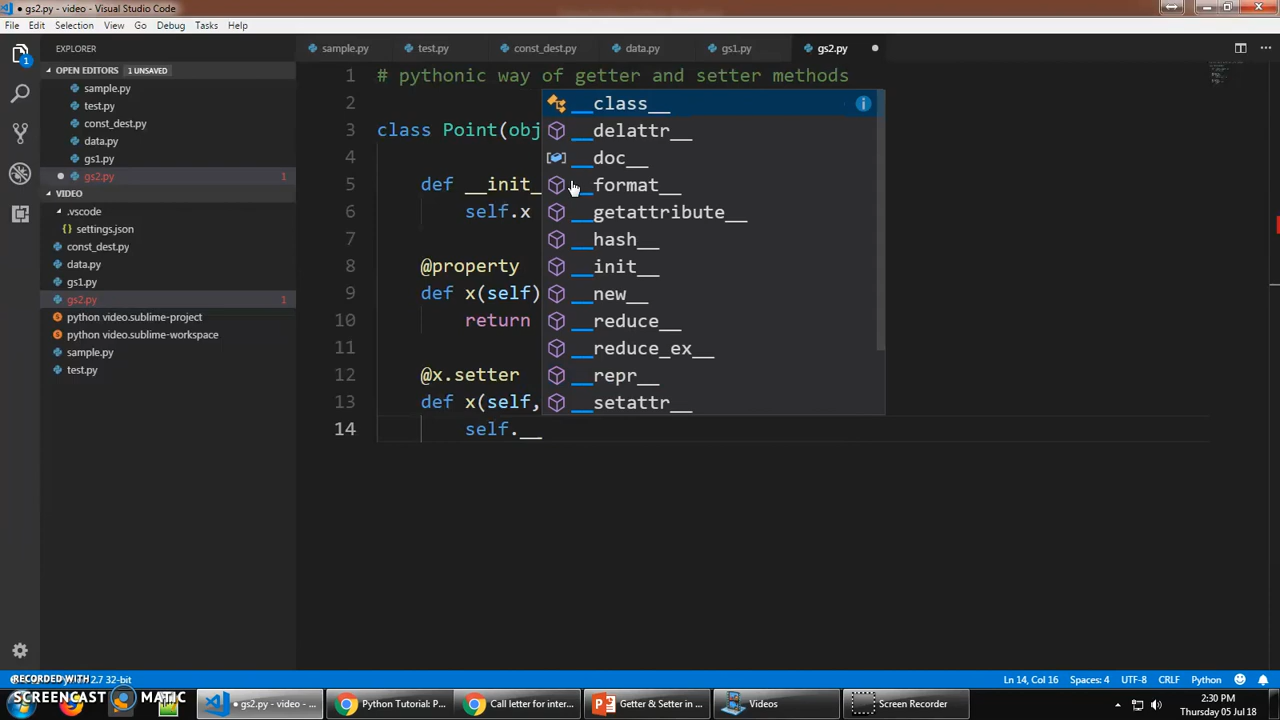 gs2.py - video - Visual Studio Code
File Edit Selection View Go Debug Tasks Help
EXPLORER
OPEN EDITORS 1 UNSAVED
sample.py
test.py
const_dest.py
data.py
gs1.py
gs2.py 1
VIDEO
.vscode
{} settings.json
const_dest.py
data.py
gs1.py
gs2.py 1
python video.sublime-project
python video.sublime-workspace
sample.py
test.py
sample.py test.py const_dest.py data.py gs1.py gs2.py
1 # pythonic way of getter and setter methods
2
3 class Point(obj
4
5 def __init_
6 self.x
7
8 @property
9 def x(self)
10 return
11
12 @x.setter
13 def x(self,
14 self.__
__class__
__delattr__
__doc__
__format__
__getattribute__
__hash__
__init__
__new__
__reduce__
__reduce_ex__
__repr__
__setattr__
2.7 32-bit Ln 14, Col 16 Spaces: 4 UTF-8 CRLF Python
RECORDED WITH
SCREENCAST MATIC
gs2.py - video - ... Python Tutorial: P... Call letter for inter... Getter & Setter in ... Videos Screen Recorder
2:30 PM
Thursday 05 Jul 18
1